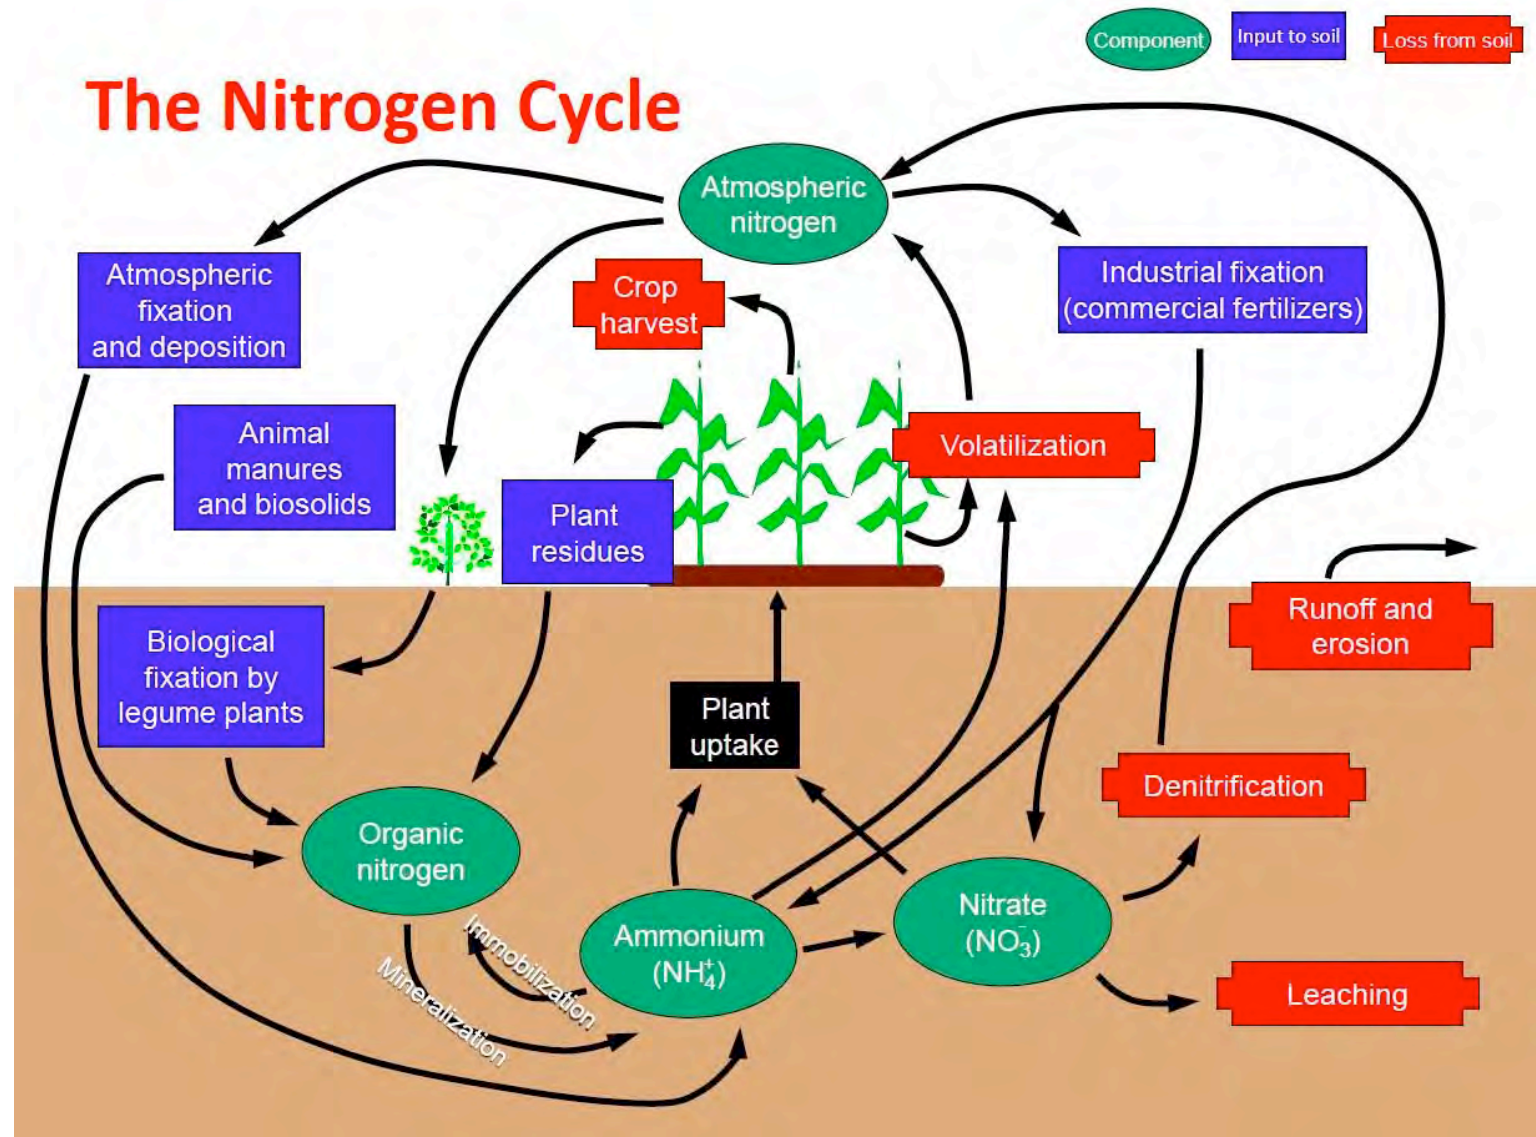 Component
Input to soil
Loss from soil
The Nitrogen Cycle
Atmospheric
nitrogen
Atmospheric
fixation
and deposition
Crop
harvest
Industrial fixation
(commercial fertilizers)
Animal
manures
and biosolids
Volatilization
Plant
residues
Biological
fixation by
legume plants
Runoff and
erosion
Plant
uptake
Denitrification
Organic
nitrogen
Immobilization
Mineralization
Ammonium
(NH₄⁺)
Nitrate
(NO₃⁻)
Leaching